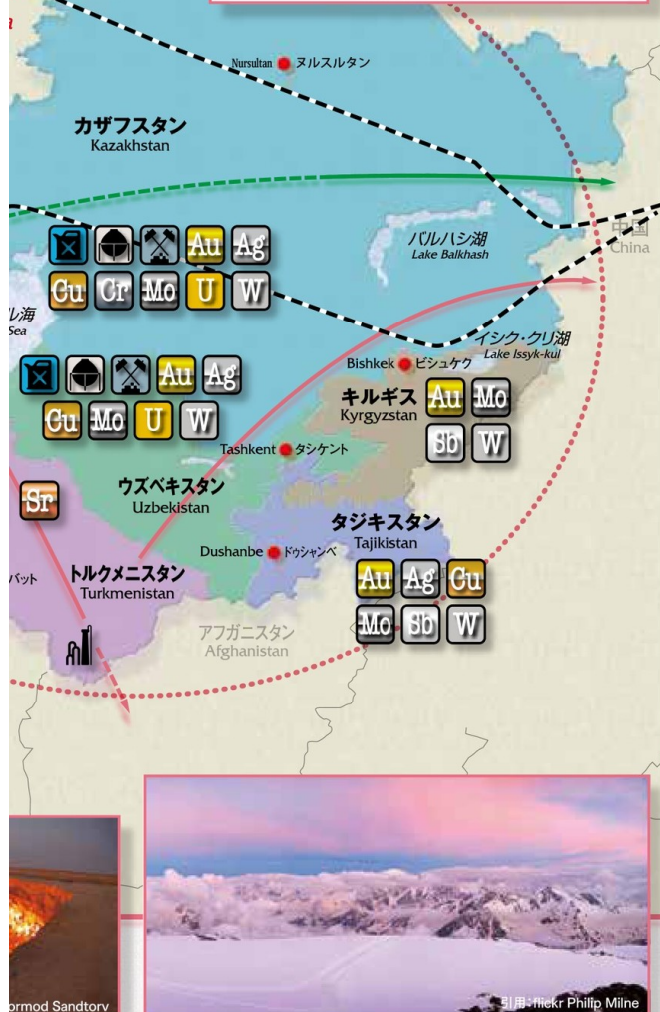 a
Nursultan ヌルスルタン
カザフスタン
Kazakhstan
中国
China
バルハシ湖
Lake Balkhash
Au Ag
Cu Cr Mo U W
ル海
Sea
イシク・クリ湖
Lake Issyk-kul
Bishkek ビシュケク
キルギス
Kyrgyzstan
Au Mo
Sb W
Au Ag
Cu Mo U W
Tashkent タシケント
ウズベキスタン
Uzbekistan
Sr
タジキスタン
Tajikistan
Dushanbe ドゥシャンベ
Au Ag Cu
Mo Sb W
バット
トルクメニスタン
Turkmenistan
アフガニスタン
Afghanistan
ormod Sandtorv
引用：flickr Philip Milne